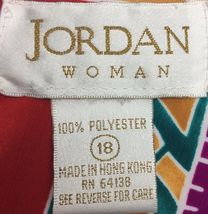 JORDAN
WOMAN
100% POLYESTER
18
MADE IN HONG KONG
RN 64138
SEE REVERSE FOR CARE